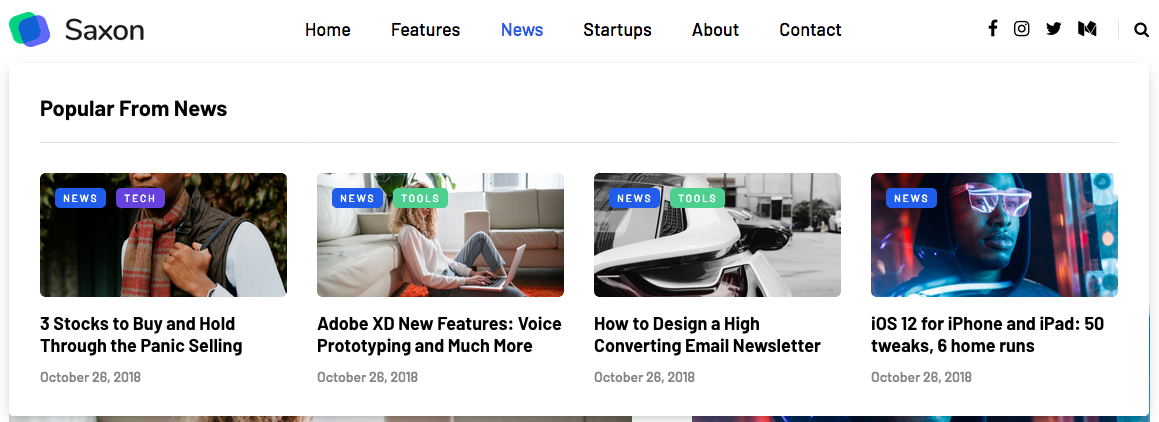 Saxon
Home Features News Startups About Contact
Popular From News
NEWS TECH
3 Stocks to Buy and Hold
Through the Panic Selling
October 26, 2018
NEWS TOOLS
Adobe XD New Features: Voice
Prototyping and Much More
October 26, 2018
NEWS TOOLS
How to Design a High
Converting Email Newsletter
October 26, 2018
NEWS
iOS 12 for iPhone and iPad: 50
tweaks, 6 home runs
October 26, 2018